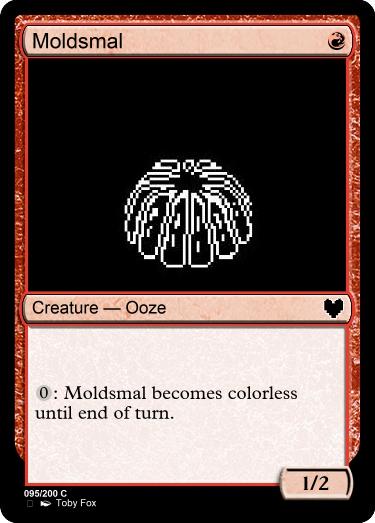 Moldsmal
Creature — Ooze
0: Moldsmal becomes colorless
until end of turn.
1/2
095/200 C
Toby Fox